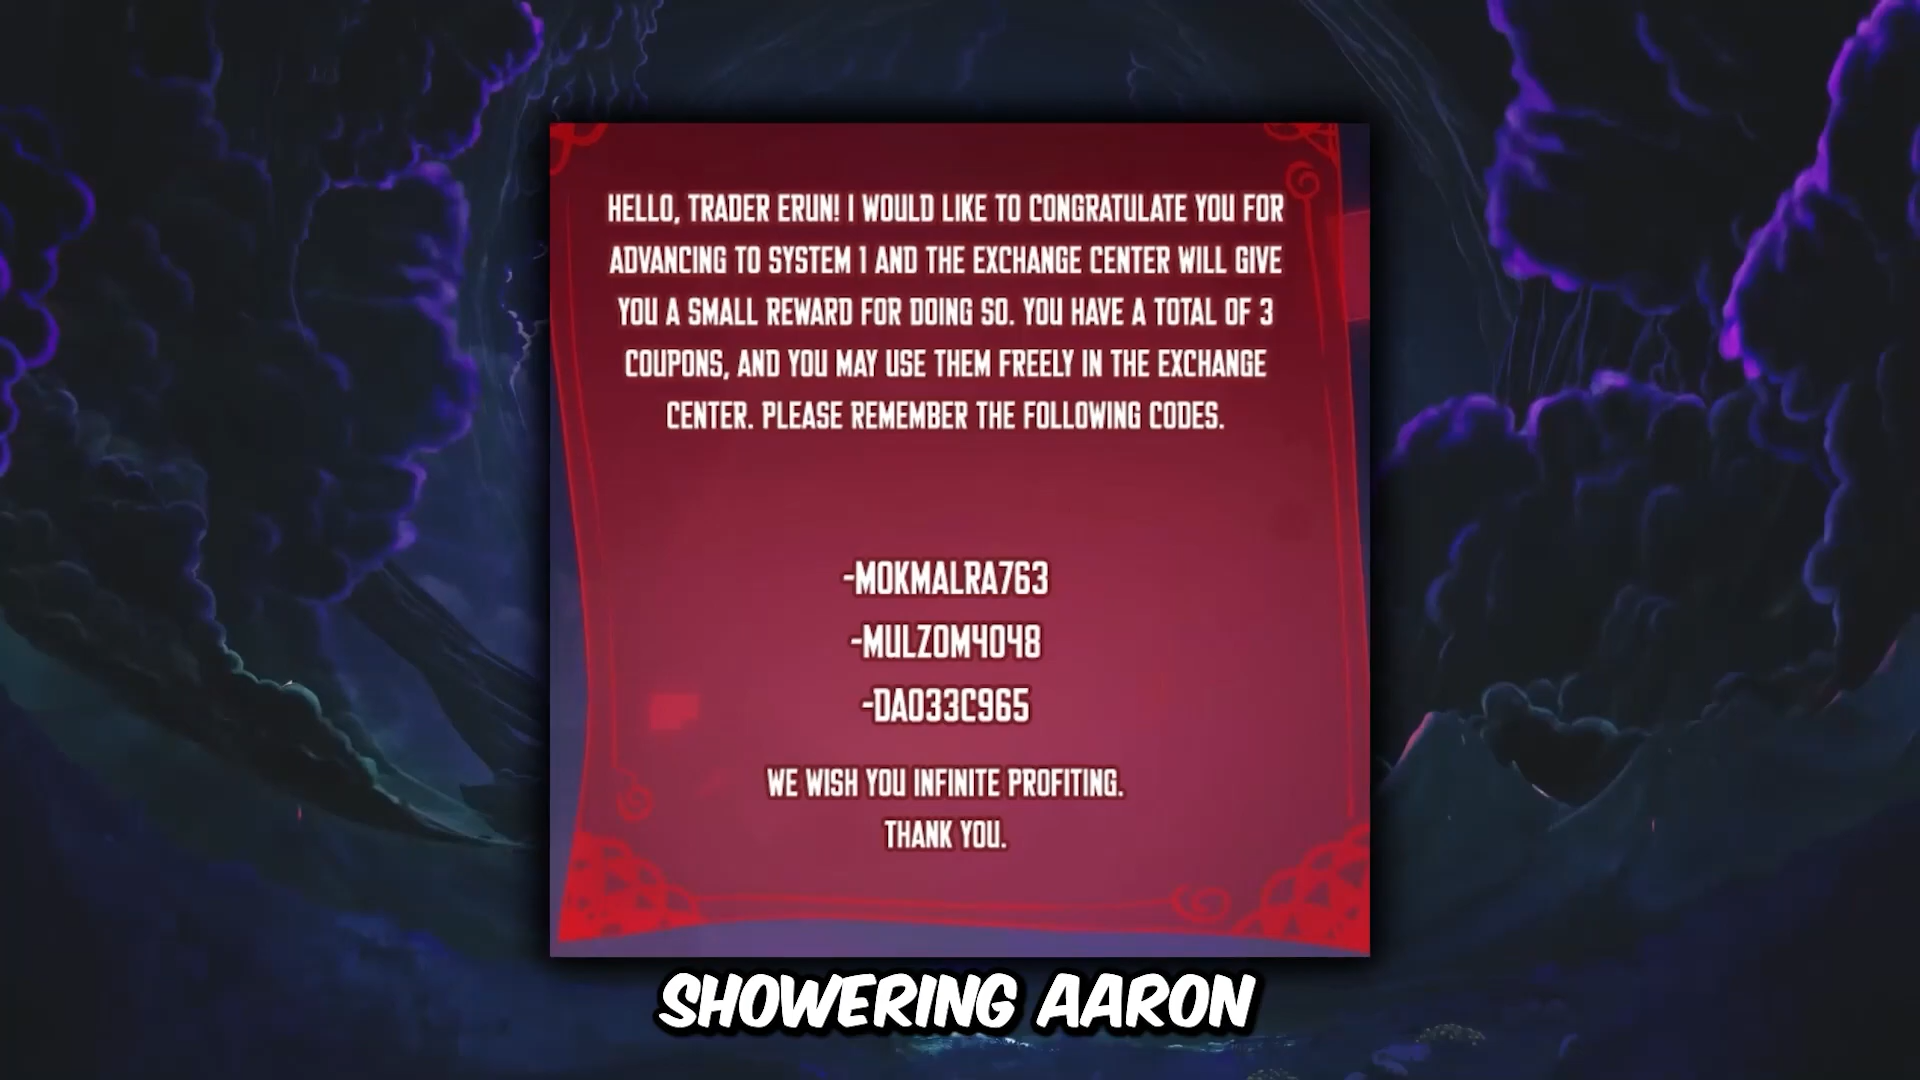 HELLO, TRADER ERUN! I WOULD LIKE TO CONGRATULATE YOU FOR
ADVANCING TO SYSTEM 1 AND THE EXCHANGE CENTER WILL GIVE
YOU A SMALL REWARD FOR DOING SO. YOU HAVE A TOTAL OF 3
COUPONS, AND YOU MAY USE THEM FREELY IN THE EXCHANGE
CENTER. PLEASE REMEMBER THE FOLLOWING CODES.
-MOKMALRA763
-MULZOM4048
-DAO33C965
WE WISH YOU INFINITE PROFITING.
THANK YOU.
SHOWERING AARON